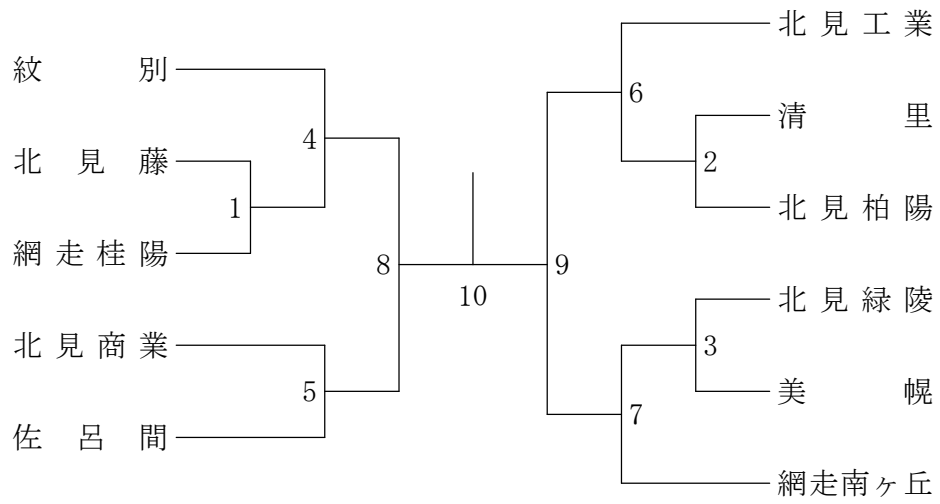 紋別
北見藤
網走桂陽
北見商業
佐呂間
1
4
5
8
10
9
6
2
3
7
北見工業
清里
北見柏陽
北見緑陵
美幌
網走南ヶ丘